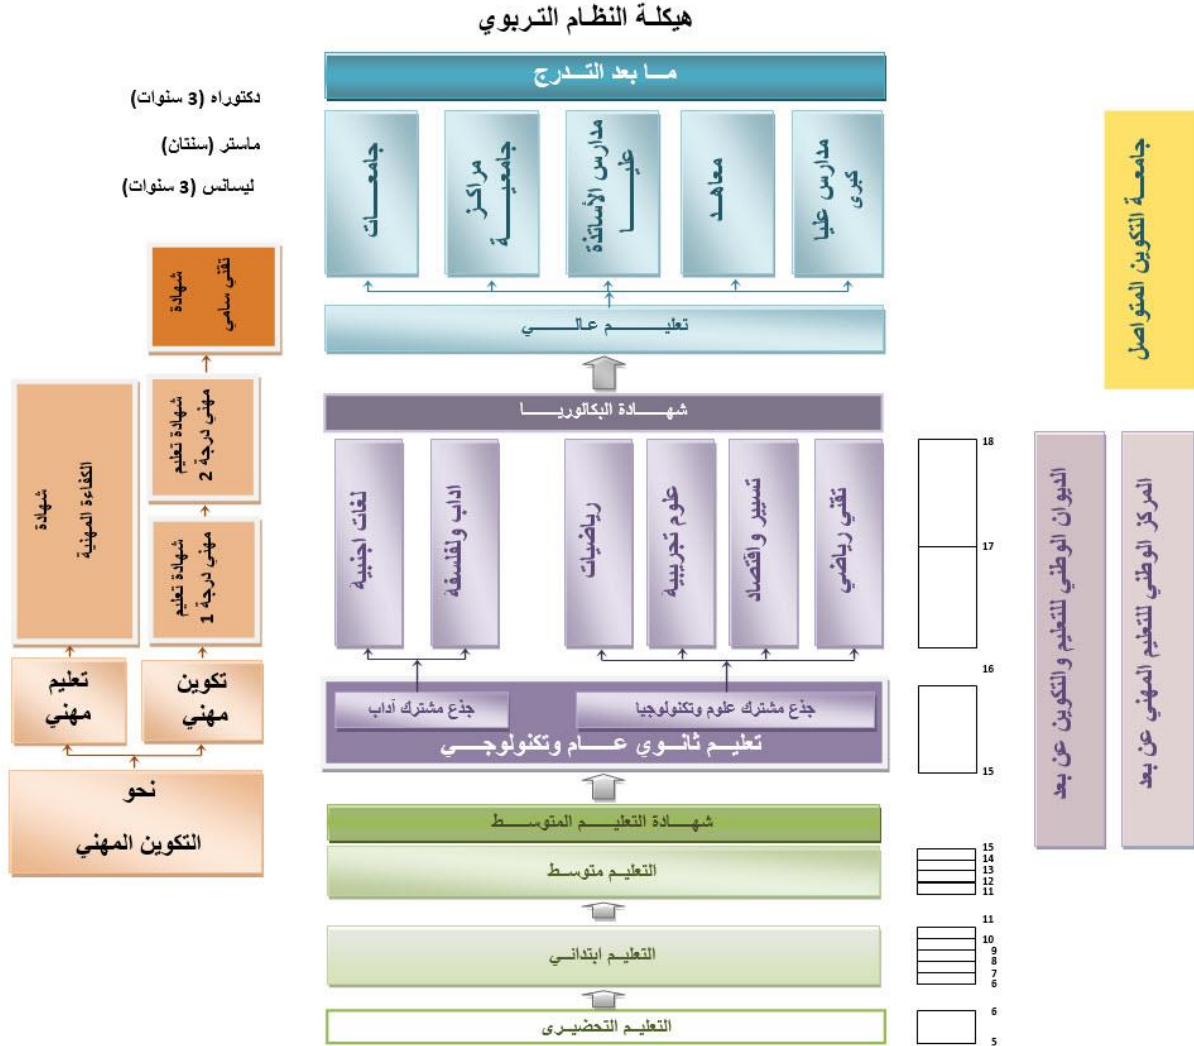 هيكلة النظام التربوي
ما بعد التدرج
دكتوراه (3 سنوات)
ماستر (سنتان)
ليسانس (3 سنوات)
مدارس عليا
كبرى
معاهد
مدارس الأساتذة
عليا
مراكز
جامعية
جامعات
جامعة التكوين المتواصل
تعليم عالي
شهادة البكالوريا
تقني رياضي
تسيير واقتصاد
علوم تجريبية
رياضيات
اداب ولفلسفة
لغات اجنبية
جذع مشترك علوم وتكنولوجيا
جذع مشترك آداب
تعليم ثانوي عام وتكنولوجي
شهادة التعليم المتوسط
التعليم متوسط
التعليم ابتدائي
التعليم التحضيرى
18
17
16
15
15
14
13
12
11
11
10
9
8
7
6
6
5
المركز الوطني للتعليم المهني عن بعد
الديوان الوطني للتعليم والتكوين عن بعد
شهادة
تقني سامي
شهادة تعليم
مهني درجة 2
شهادة تعليم
مهني درجة 1
شهادة
الكفاءة المهنية
تكوين
مهني
تعليم
مهني
نحو
التكوين المهني